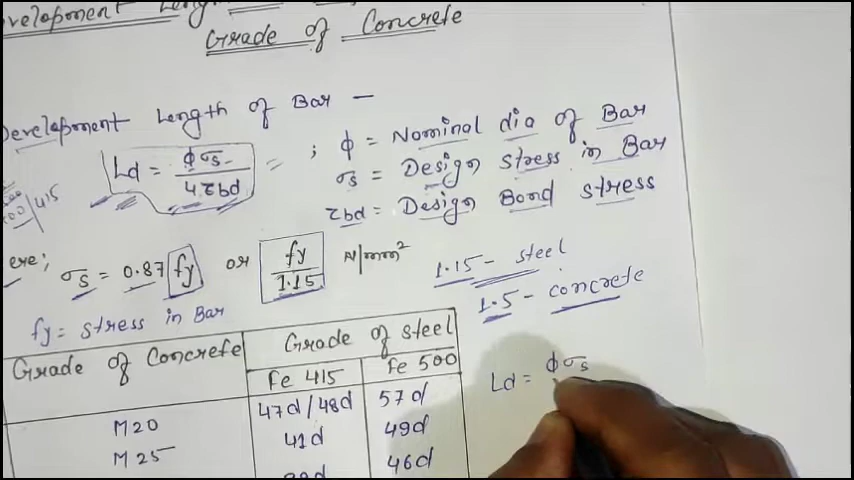 Development Length
Grade of Concrete
Development Length of Bar —
Ld = ϕσs / 4τbd ; ϕ = Nominal dia of Bar
σs = Design stress in Bar
τbd = Design Bond stress
415
ere; σs = 0.87 fy or fy / 1.15 N/mm²
1.15 - steel
1.5 - concrete
fy = stress in Bar
Grade of Concrete Grade of steel
Fe 415 Fe 500
M20 47d/48d 57d
M25 41d 49d
46d
Ld = ϕσs